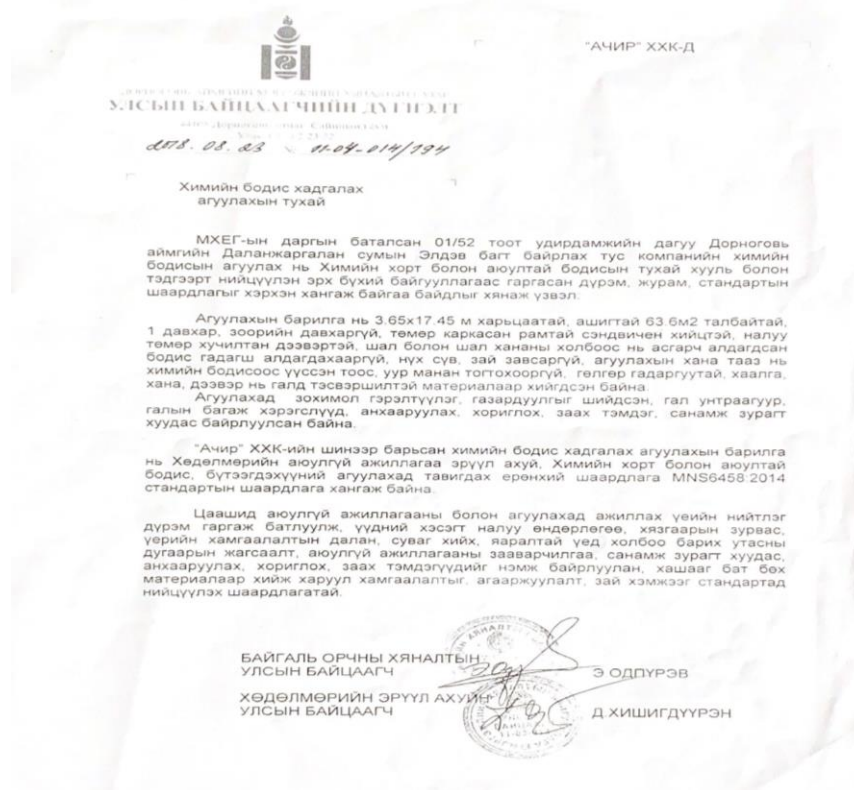 "АЧИР" ХХК-Д
УЛСЫН БАЙЦААГЧИЙН ДҮГНЭЛТ
2018.08.23 № 11-04-014/194
Химийн бодис хадгалах
агуулахын тухай
МХЕГ-ын даргын баталсан 01/52 тоот удирдамжийн дагуу Дорноговь
аймгийн Даланжаргалан сумын Элдэв багт байрлах тус компанийн химийн
бодисын агуулах нь Химийн хорт болон аюултай бодисын тухай хууль болон
тэдгээрт нийцүүлэн эрх бүхий байгууллагаас гаргасан дүрэм, журам, стандартын
шаардлагыг хэрхэн хангаж байгаа байдлыг хянаж үзвэл.
Агуулахын барилга нь 3.65х17.45 м харьцаатай, ашигтай 63.6м2 талбайтай,
1 давхар, зоорийн давхаргүй, төмөр каркасан рамтай сэндвичен хийцтэй, налуу
төмөр хучилтан дээвэртэй, шал болон шал хананы холбоос нь асгарч алдагдсан
бодис гадагш алдагдахааргүй, нүх сүв, зай завсаргүй, агуулахын хана тааз нь
химийн бодисоос үүссэн тоос, уур манан тогтохооргүй, гөлгөр гадаргуутай, хаалга,
хана, дээвэр нь галд тэсвэршилтэй материалаар хийгдсэн байна.
Агуулахад зохимол гэрэлтүүлэг, газардуулгыг шийдсэн, гал унтраагуур,
галын багаж хэрэгслүүд, анхааруулах, хориглох, заах тэмдэг, санамж зурагт
хуудас байрлуулсан байна.
"Ачир" ХХК-ийн шинээр барьсан химийн бодис хадгалах агуулахын барилга
нь Хөдөлмөрийн аюулгүй ажиллагаа эрүүл ахуй, Химийн хорт болон аюултай
бодис, бүтээгдэхүүний агуулахад тавигдах ерөнхий шаардлага MNS6458:2014
стандартын шаардлага хангаж байна.
Цаашид аюулгүй ажиллагааны болон агуулахад ажиллах үеийн нийтлэг
дүрэм гаргаж батлуулж, үүдний хэсэгт налуу өндөрлөгөө, хязгаарын зурвас,
үерийн хамгаалалтын далан, суваг хийх, яаралтай үед холбоо барих утасны
дугаарын жагсаалт, аюулгүй ажиллагааны зааварчилгаа, санамж зурагт хуудас,
анхааруулах, хориглох, заах тэмдэгүүдийг нэмж байрлуулан, хашааг бат бөх
материалаар хийж харуул хамгаалалтыг, агааржуулалт, зай хэмжээг стандартад
нийцүүлэх шаардлагатай.
БАЙГАЛЬ ОРЧНЫ ХЯНАЛТЫН
УЛСЫН БАЙЦААГЧ Э ОДПҮРЭВ
ХӨДӨЛМӨРИЙН ЭРҮҮЛ АХУЙН
УЛСЫН БАЙЦААГЧ Д.ХИШИГДҮҮРЭН